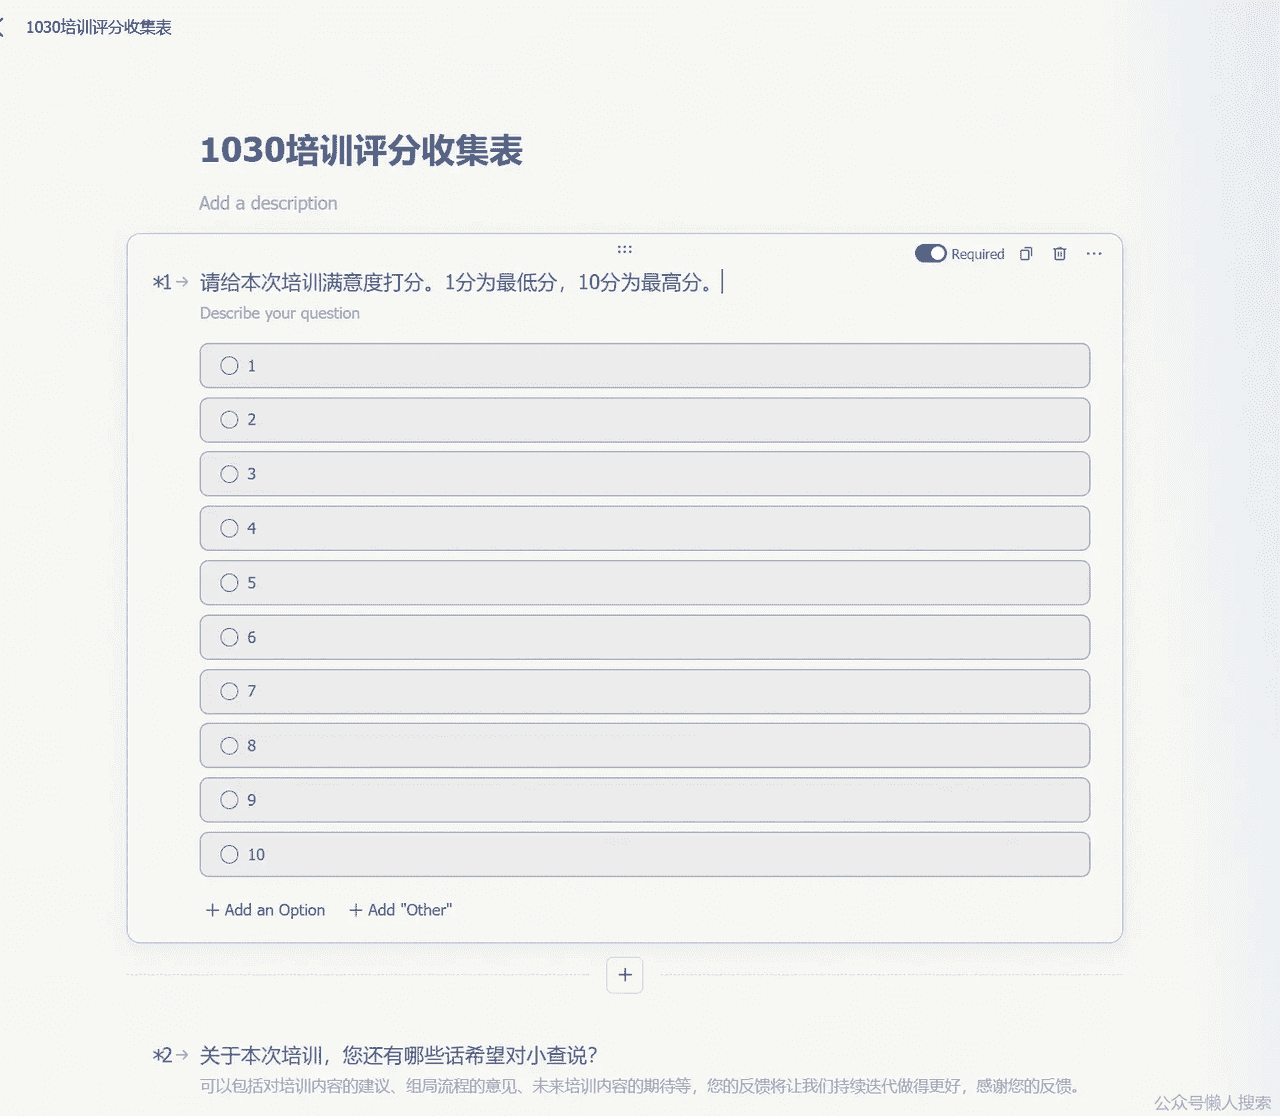 1030培训评分收集表
1030培训评分收集表
Add a description
Required
*1 → 请给本次培训满意度打分。1分为最低分，10分为最高分。
Describe your question
1
2
3
4
5
6
7
8
9
10
+ Add an Option + Add "Other"
+
*2 → 关于本次培训，您还有哪些话希望对小查说？
可以包括对培训内容的建议、组局流程的意见、未来培训内容的期待等，您的反馈将让我们持续迭代做得更好，感谢您的反馈。
公众号懒人搜索